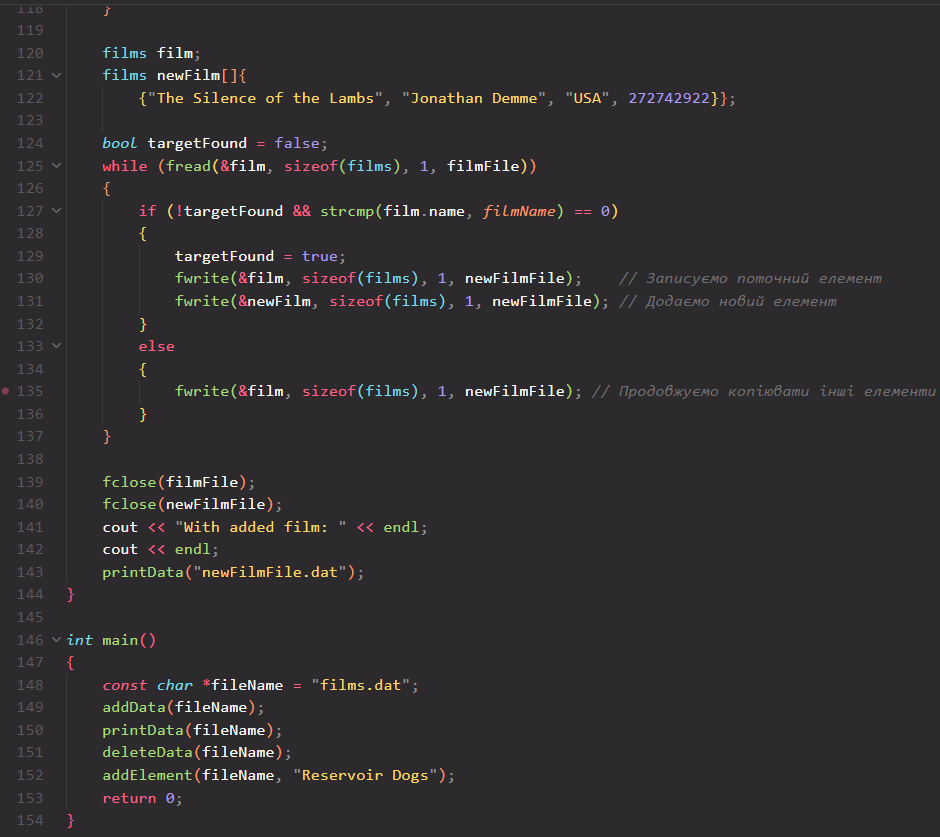 118 }
119
120 films film;
121 films newFilm[]{
122 {"The Silence of the Lambs", "Jonathan Demme", "USA", 272742922}};
123
124 bool targetFound = false;
125 while (fread(&film, sizeof(films), 1, filmFile))
126 {
127 if (!targetFound && strcmp(film.name, filmName) == 0)
128 {
129 targetFound = true;
130 fwrite(&film, sizeof(films), 1, newFilmFile); // Записуємо поточний елемент
131 fwrite(&newFilm, sizeof(films), 1, newFilmFile); // Додаємо новий елемент
132 }
133 else
134 {
135 fwrite(&film, sizeof(films), 1, newFilmFile); // Продовжуємо копіювати інші елементи
136 }
137 }
138
139 fclose(filmFile);
140 fclose(newFilmFile);
141 cout << "With added film: " << endl;
142 cout << endl;
143 printData("newFilmFile.dat");
144 }
145
146 int main()
147 {
148 const char *fileName = "films.dat";
149 addData(fileName);
150 printData(fileName);
151 deleteData(fileName);
152 addElement(fileName, "Reservoir Dogs");
153 return 0;
154 }